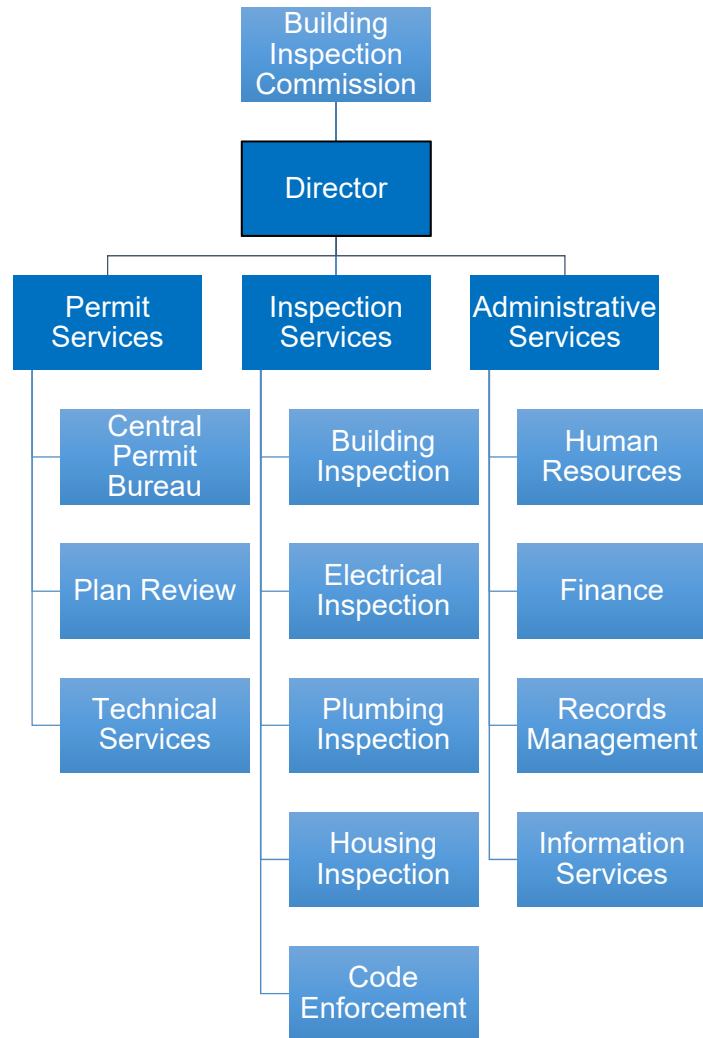 Building
Inspection
Commission
Director
Permit
Services
Inspection
Services
Administrative
Services
Central
Permit
Bureau
Plan Review
Technical
Services
Building
Inspection
Electrical
Inspection
Plumbing
Inspection
Housing
Inspection
Code
Enforcement
Human
Resources
Finance
Records
Management
Information
Services